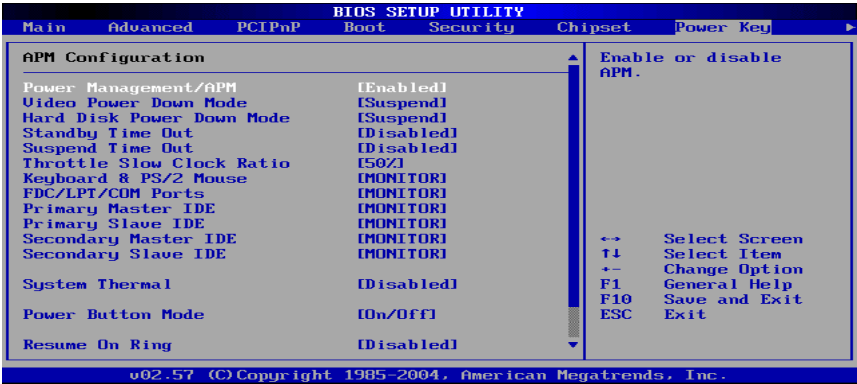 BIOS SETUP UTILITY
Main Advanced PCIPnP Boot Security Chipset Power Key
APM Configuration
Power Management/APM [Enabled]
Video Power Down Mode [Suspend]
Hard Disk Power Down Mode [Suspend]
Standby Time Out [Disabled]
Suspend Time Out [Disabled]
Throttle Slow Clock Ratio [50%]
Keyboard & PS/2 Mouse [MONITOR]
FDC/LPT/COM Ports [MONITOR]
Primary Master IDE [MONITOR]
Primary Slave IDE [MONITOR]
Secondary Master IDE [MONITOR]
Secondary Slave IDE [MONITOR]
System Thermal [Disabled]
Power Button Mode [On/Off]
Resume On Ring [Disabled]
Enable or disable
APM.
↔ Select Screen
↑↓ Select Item
+- Change Option
F1 General Help
F10 Save and Exit
ESC Exit
v02.57 (C)Copyright 1985-2004, American Megatrends, Inc.